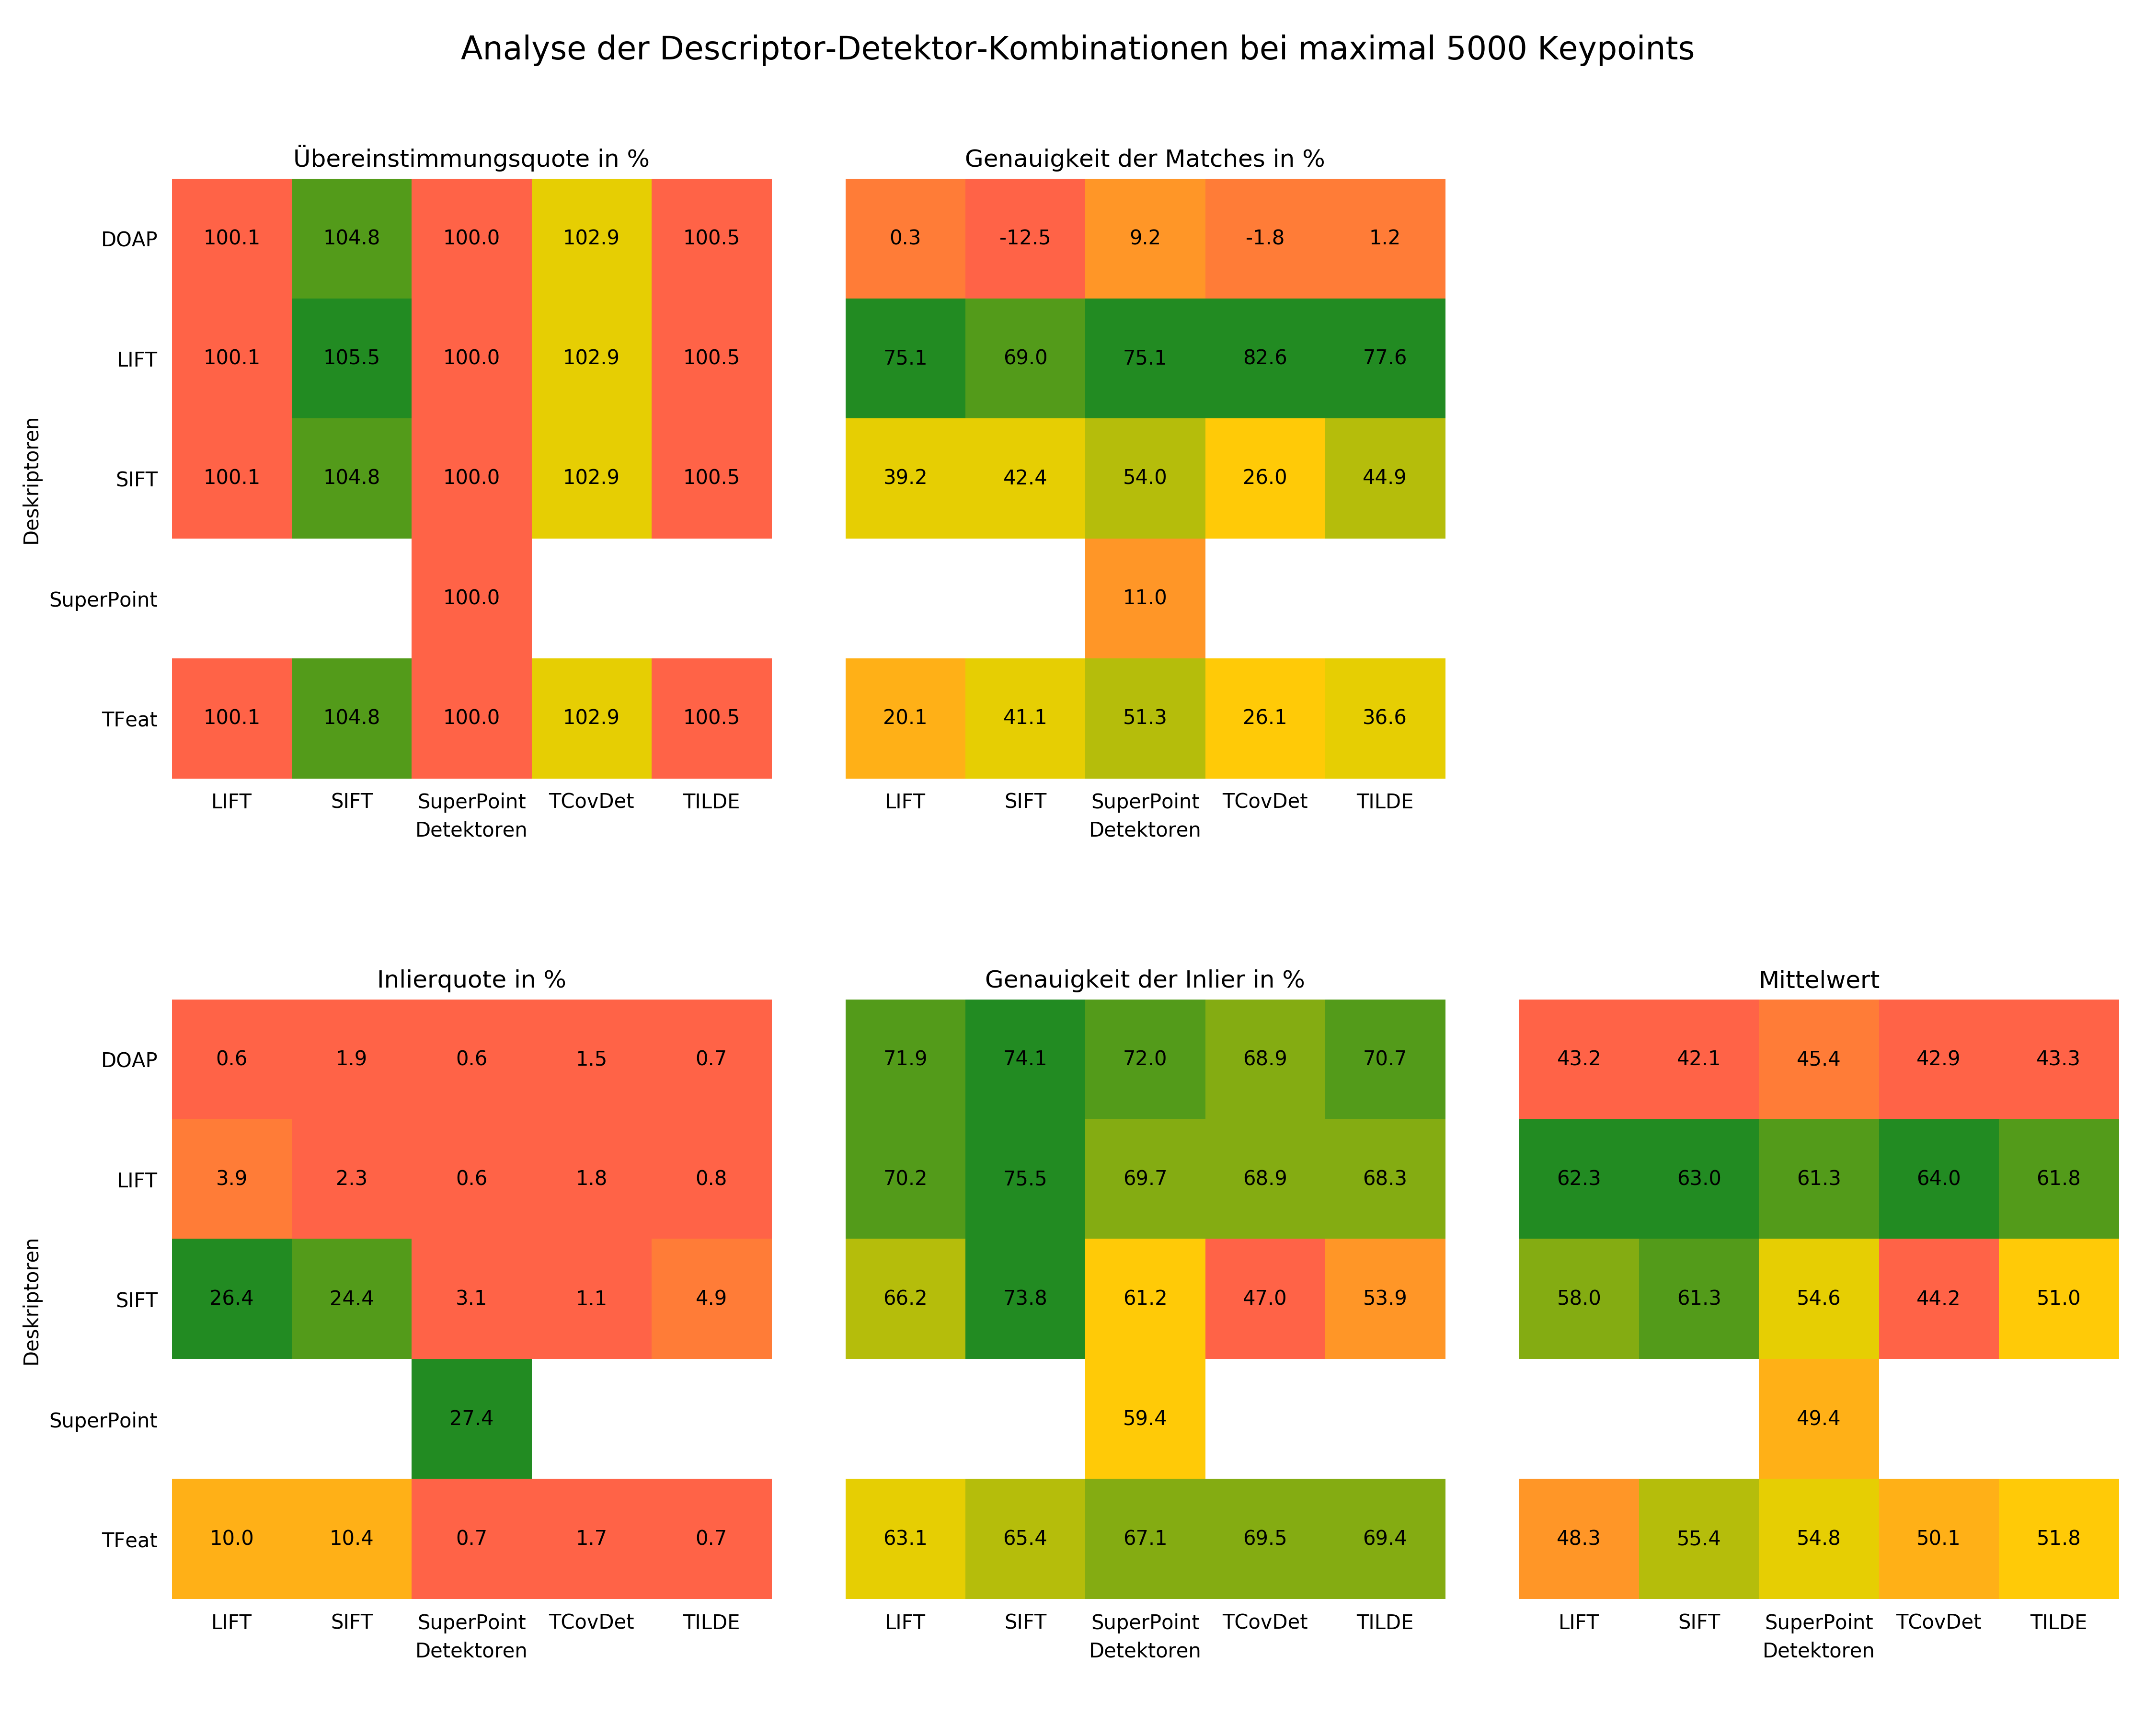 Analyse der Descriptor-Detektor-Kombinationen bei maximal 5000 Keypoints
Übereinstimmungsquote in %
Deskriptoren
DOAP 100.1 104.8 100.0 102.9 100.5
LIFT 100.1 105.5 100.0 102.9 100.5
SIFT 100.1 104.8 100.0 102.9 100.5
SuperPoint 100.0
TFeat 100.1 104.8 100.0 102.9 100.5
LIFT SIFT SuperPoint TCovDet TILDE
Detektoren
Genauigkeit der Matches in %
0.3 -12.5 9.2 -1.8 1.2
75.1 69.0 75.1 82.6 77.6
39.2 42.4 54.0 26.0 44.9
11.0
20.1 41.1 51.3 26.1 36.6
LIFT SIFT SuperPoint TCovDet TILDE
Detektoren
Inlierquote in %
Deskriptoren
DOAP 0.6 1.9 0.6 1.5 0.7
LIFT 3.9 2.3 0.6 1.8 0.8
SIFT 26.4 24.4 3.1 1.1 4.9
SuperPoint 27.4
TFeat 10.0 10.4 0.7 1.7 0.7
LIFT SIFT SuperPoint TCovDet TILDE
Detektoren
Genauigkeit der Inlier in %
71.9 74.1 72.0 68.9 70.7
70.2 75.5 69.7 68.9 68.3
66.2 73.8 61.2 47.0 53.9
59.4
63.1 65.4 67.1 69.5 69.4
LIFT SIFT SuperPoint TCovDet TILDE
Detektoren
Mittelwert
43.2 42.1 45.4 42.9 43.3
62.3 63.0 61.3 64.0 61.8
58.0 61.3 54.6 44.2 51.0
49.4
48.3 55.4 54.8 50.1 51.8
LIFT SIFT SuperPoint TCovDet TILDE
Detektoren